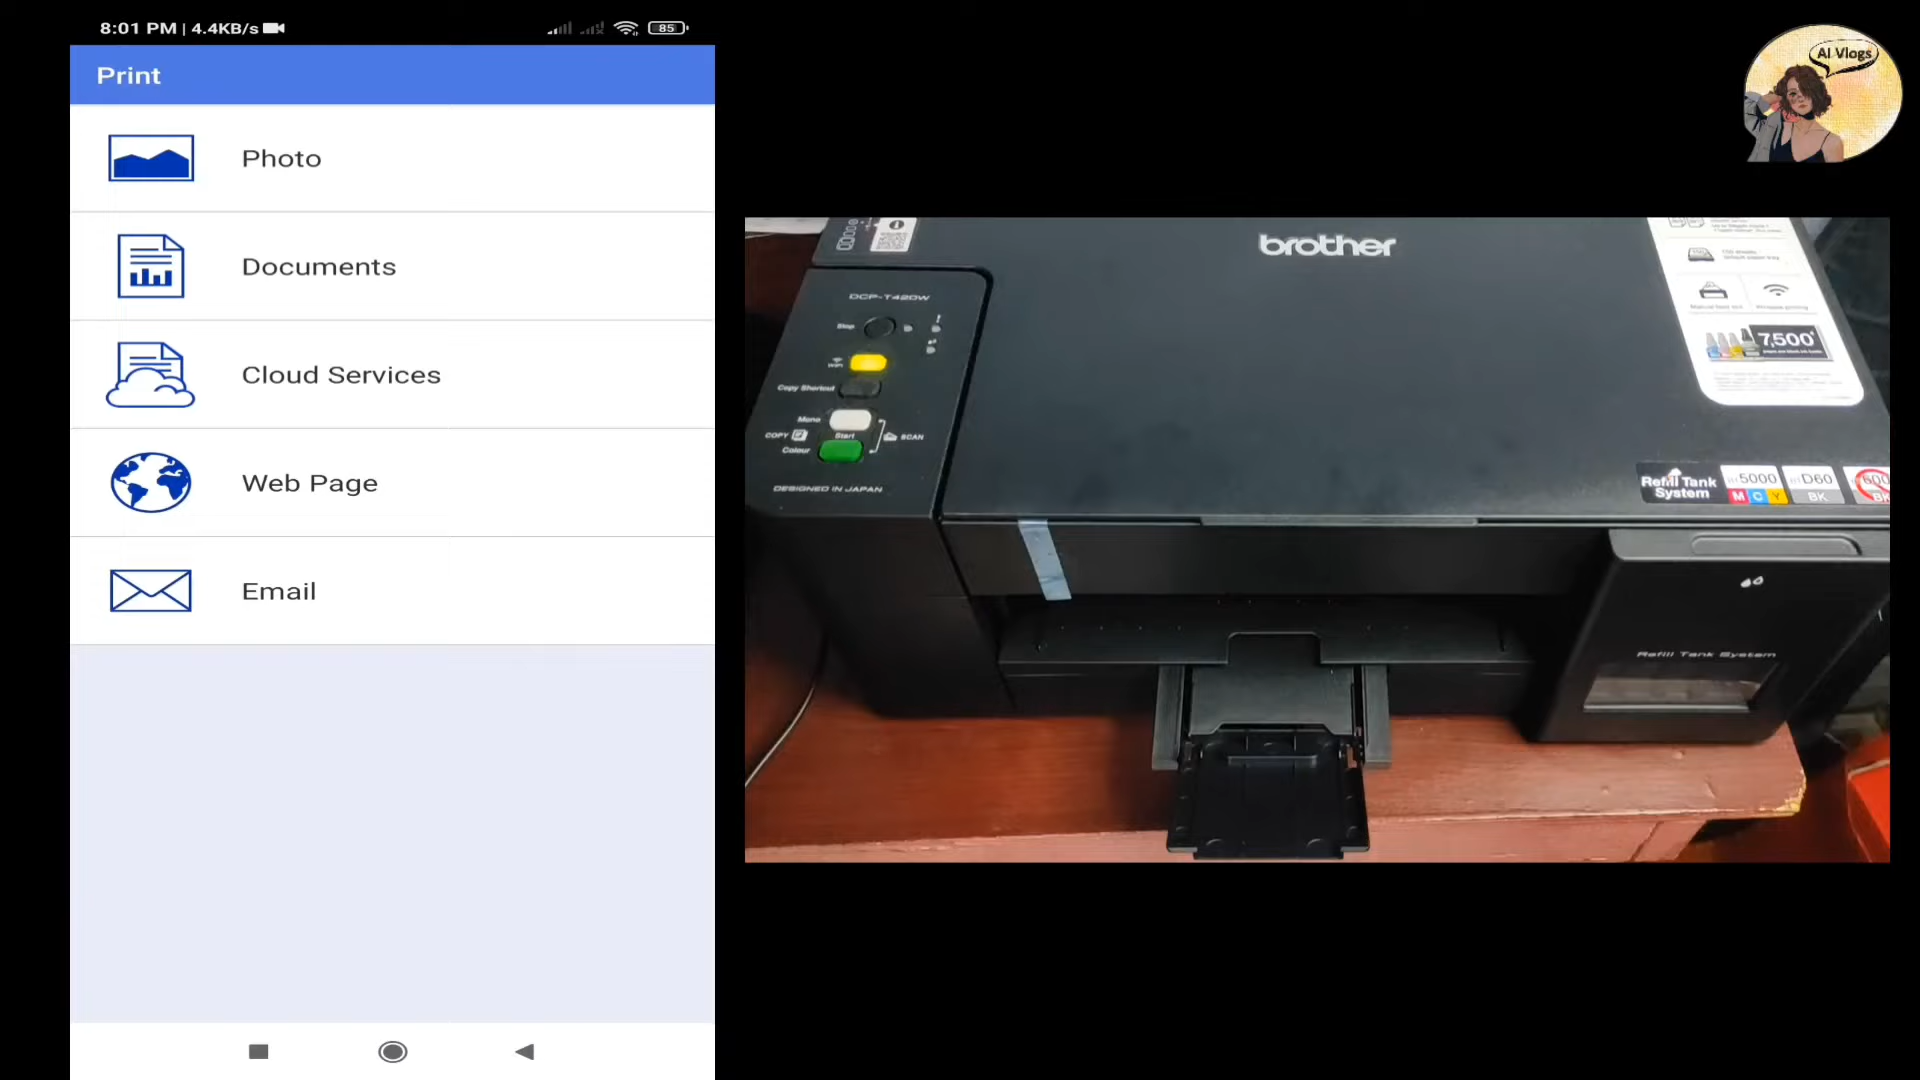 8:01 PM | 4.4KB/s
85
Print
Photo
Documents
Cloud Services
Web Page
Email
AI Vlogs
brother
DCP-T420W
Stop
WiFi
Copy Shortcut
Mono
COPY
Start
SCAN
Colour
DESIGNED IN JAPAN
7,500*
Refill Tank
System
5000
M C Y
D60
BK
BK
Refill Tank System